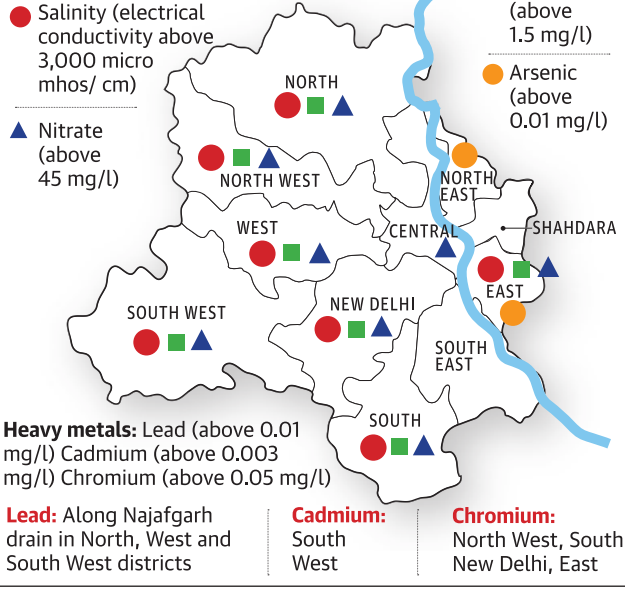 Salinity (electrical
conductivity above
3,000 micro
mhos/ cm)
Nitrate
(above
45 mg/l)
(above
1.5 mg/l)
Arsenic
(above
0.01 mg/l)
NORTH
NORTH WEST
NORTH
EAST
WEST
CENTRAL
SHAHDARA
EAST
SOUTH WEST
NEW DELHI
SOUTH
EAST
SOUTH
Heavy metals: Lead (above 0.01
mg/l) Cadmium (above 0.003
mg/l) Chromium (above 0.05 mg/l)
Lead: Along Najafgarh
drain in North, West and
South West districts
Cadmium:
South
West
Chromium:
North West, South
New Delhi, East